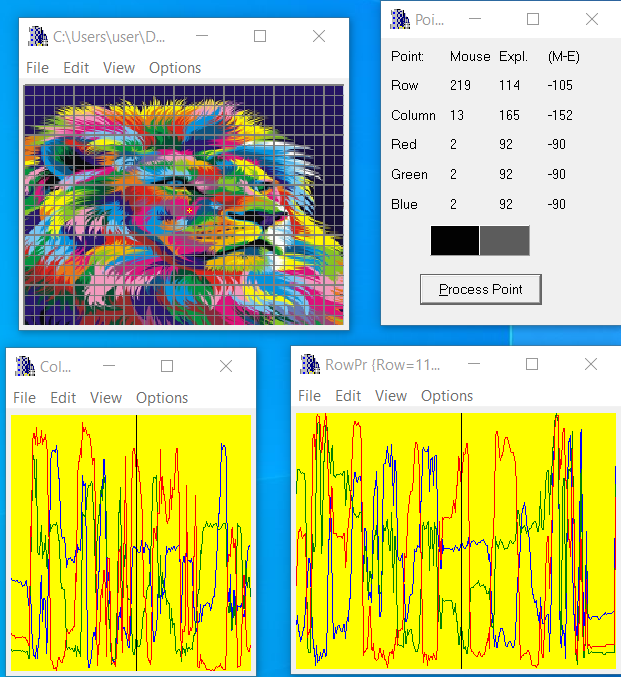 C:\Users\user\D...
File Edit View Options
Poi...
Point: Mouse Expl. (M-E)
Row 219 114 -105
Column 13 165 -152
Red 2 92 -90
Green 2 92 -90
Blue 2 92 -90
Process Point
Col...
File Edit View Options
RowPr (Row=11...
File Edit View Options